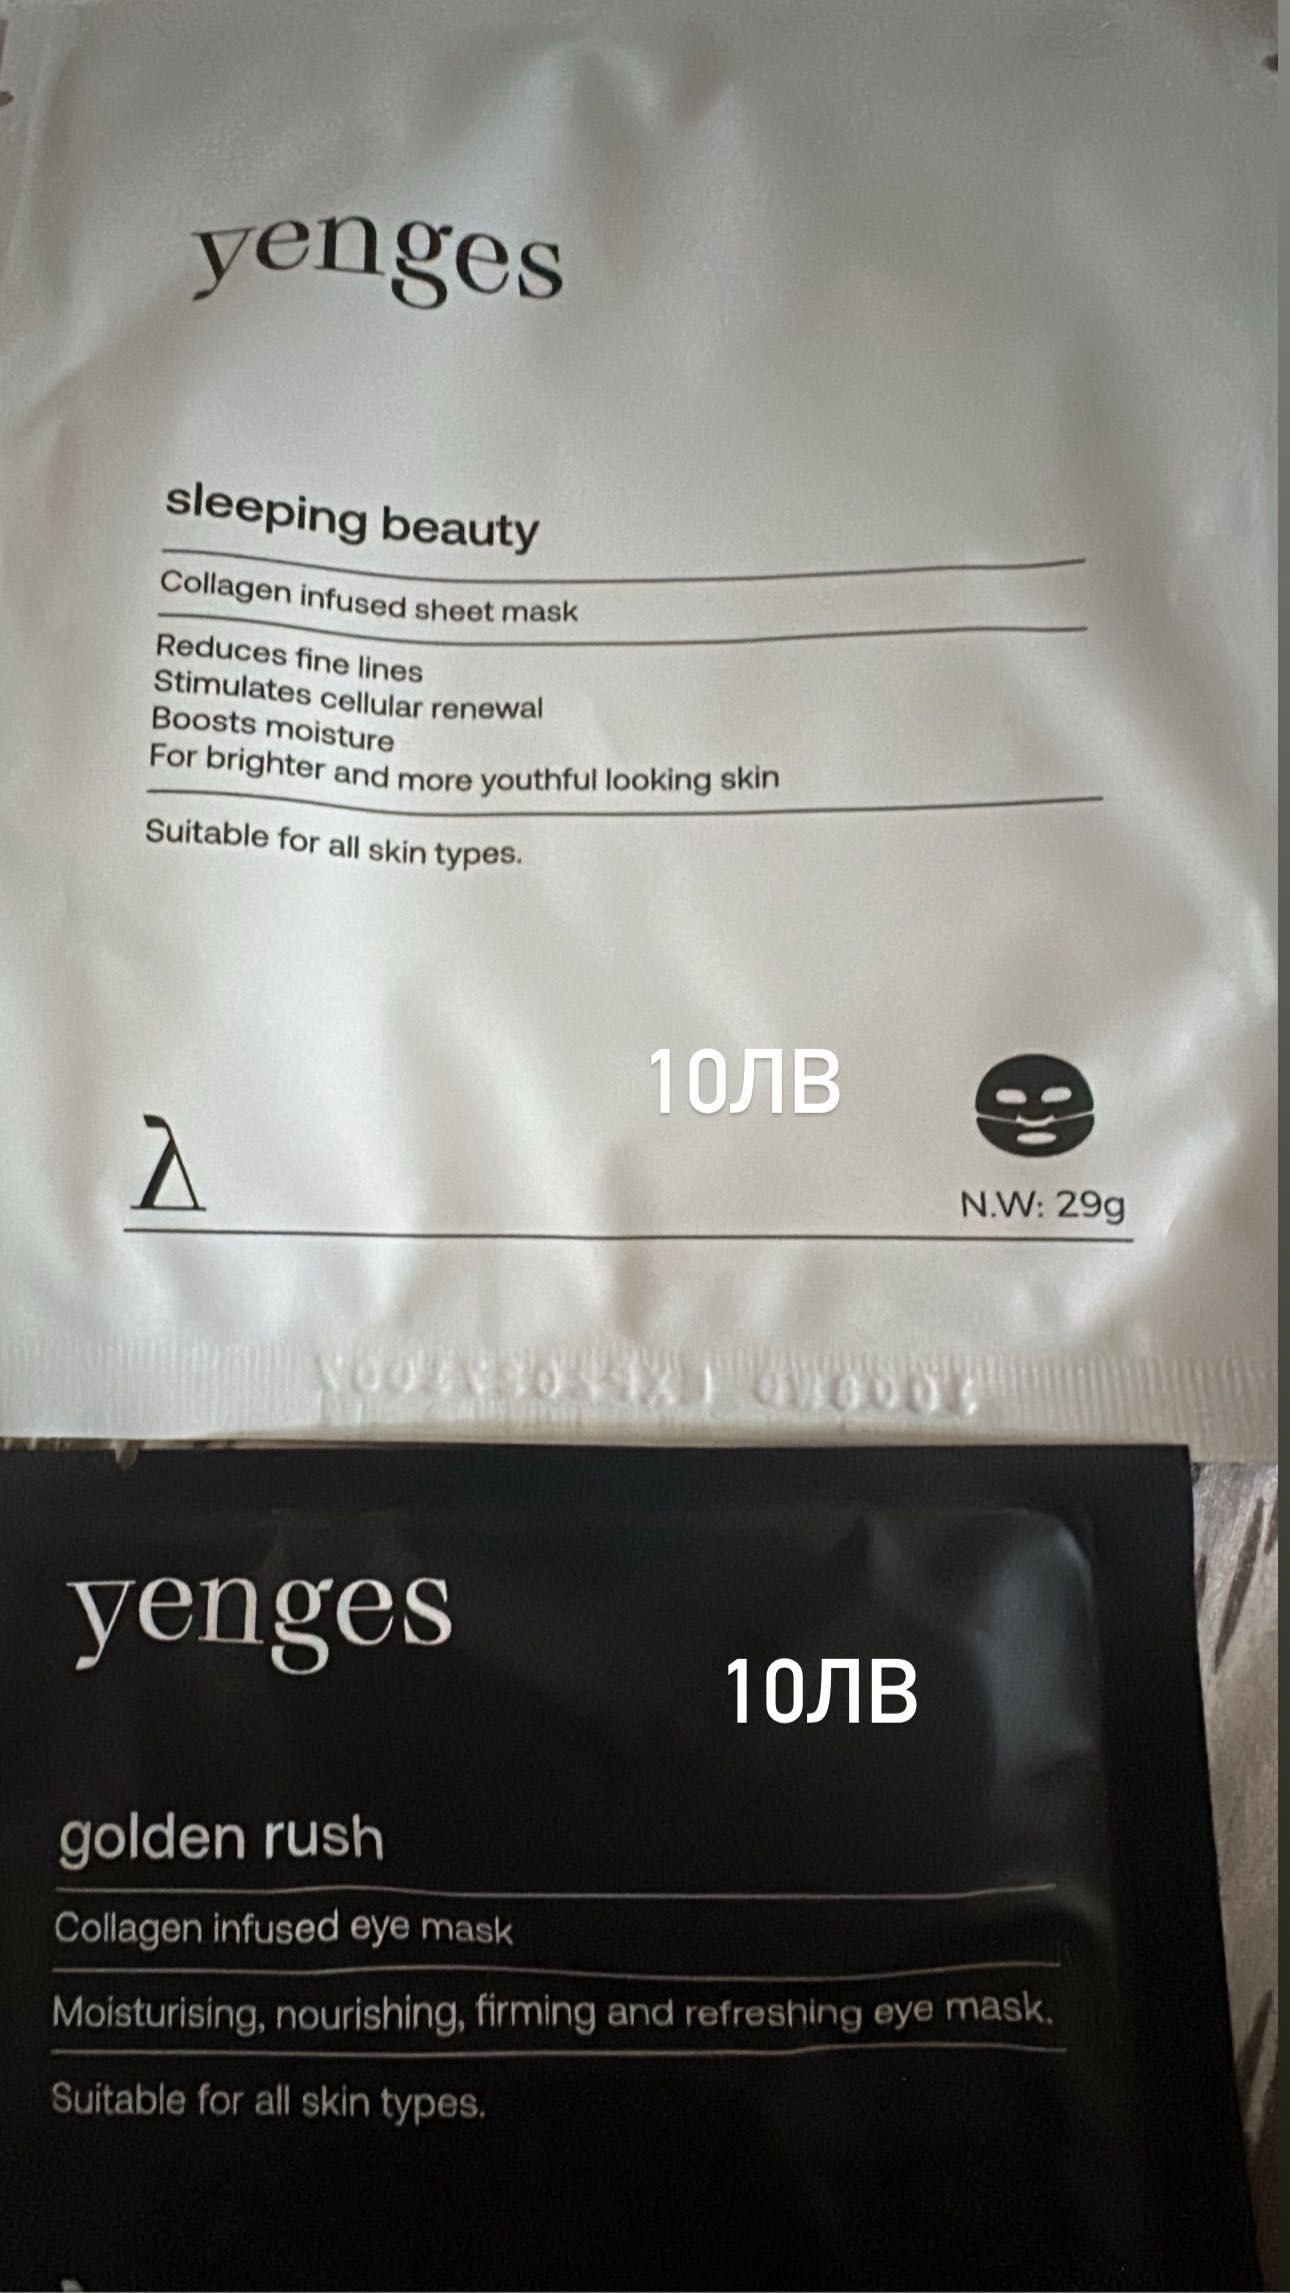 yenges
sleeping beauty
Collagen infused sheet mask
Reduces fine lines
Stimulates cellular renewal
Boosts moisture
For brighter and more youthful looking skin
Suitable for all skin types.
10ЛВ
N.W: 29g
yenges
10ЛВ
golden rush
Collagen infused eye mask
Moisturising, nourishing, firming and refreshing eye mask.
Suitable for all skin types.